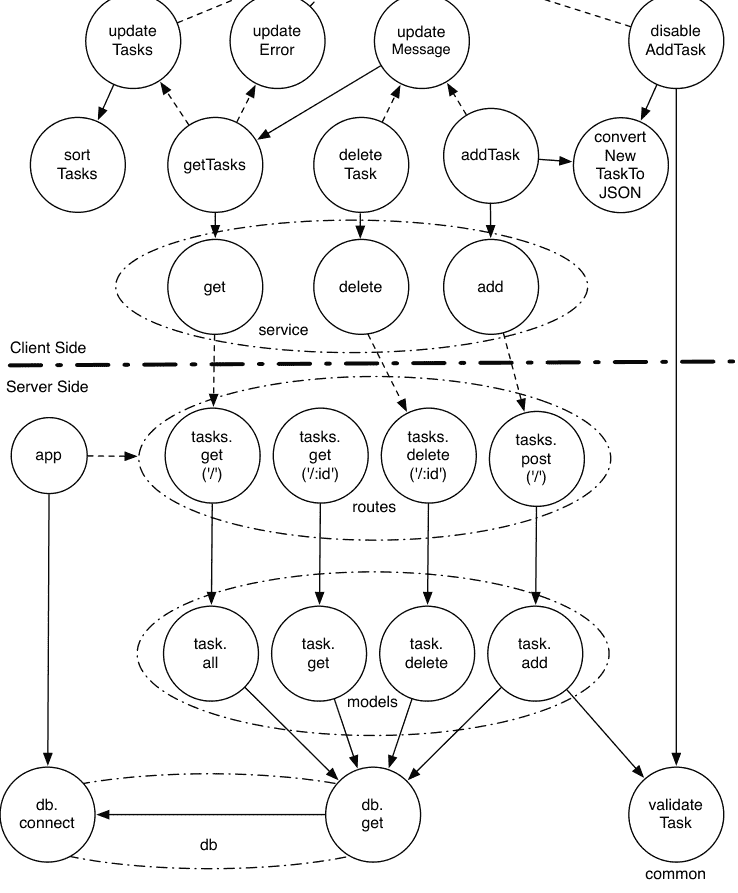 update
Tasks
update
Error
update
Message
disable
AddTask
sort
Tasks
getTasks
delete
Task
addTask
convert
New
TaskTo
JSON
get
delete
add
service
Client Side
Server Side
app
tasks.
get
('/')
tasks.
get
('/:id')
tasks.
delete
('/:id')
tasks.
post
('/')
routes
task.
all
task.
get
task.
delete
task.
add
models
db.
connect
db.
get
validate
Task
db
common